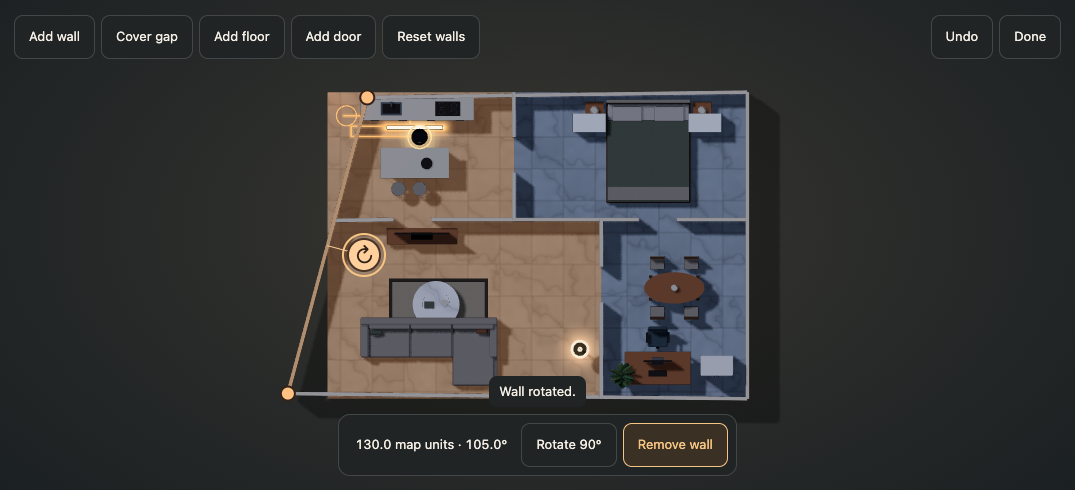 Add wall
Cover gap
Add floor
Add door
Reset walls
Undo
Done
Wall rotated.
130.0 map units · 105.0°
Rotate 90°
Remove wall